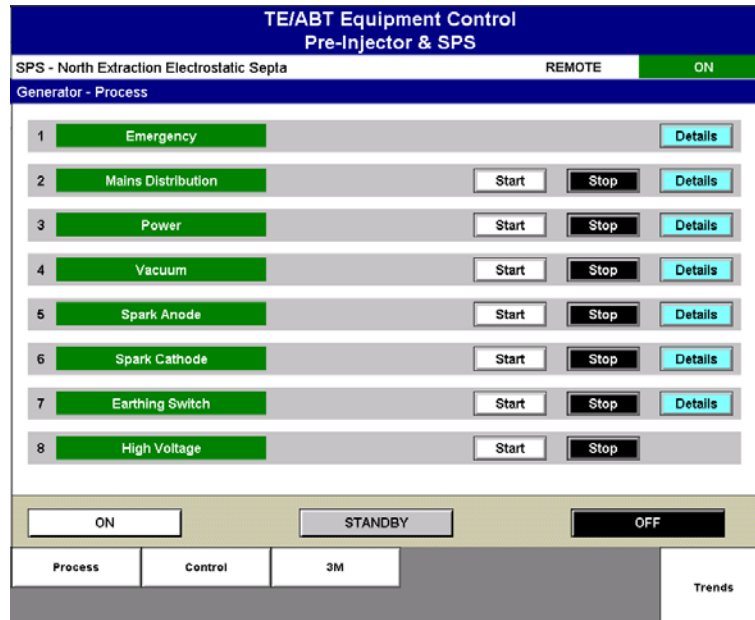 TE/ABT Equipment Control
Pre-Injector & SPS
SPS - North Extraction Electrostatic Septa REMOTE ON
Generator - Process
1 Emergency Details
2 Mains Distribution Start Stop Details
3 Power Start Stop Details
4 Vacuum Start Stop Details
5 Spark Anode Start Stop Details
6 Spark Cathode Start Stop Details
7 Earthing Switch Start Stop Details
8 High Voltage Start Stop
ON STANDBY OFF
Process Control 3M Trends